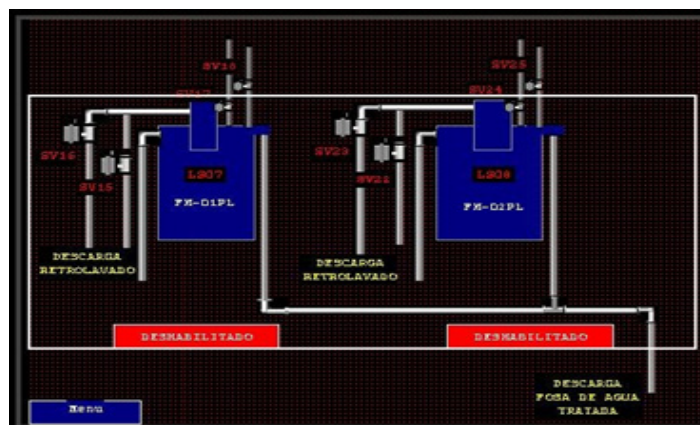 SV18
SV25
SV17
SV24
SV16
SV15
SV23
SV21
LS07
LS08
FM-01PL
FM-02PL
DESCARGA
RETROLAVADO
DESCARGA
RETROLAVADO
DESHABILITADO
DESHABILITADO
DESCARGA
FOSA DE AGUA
TRATADA
Menu